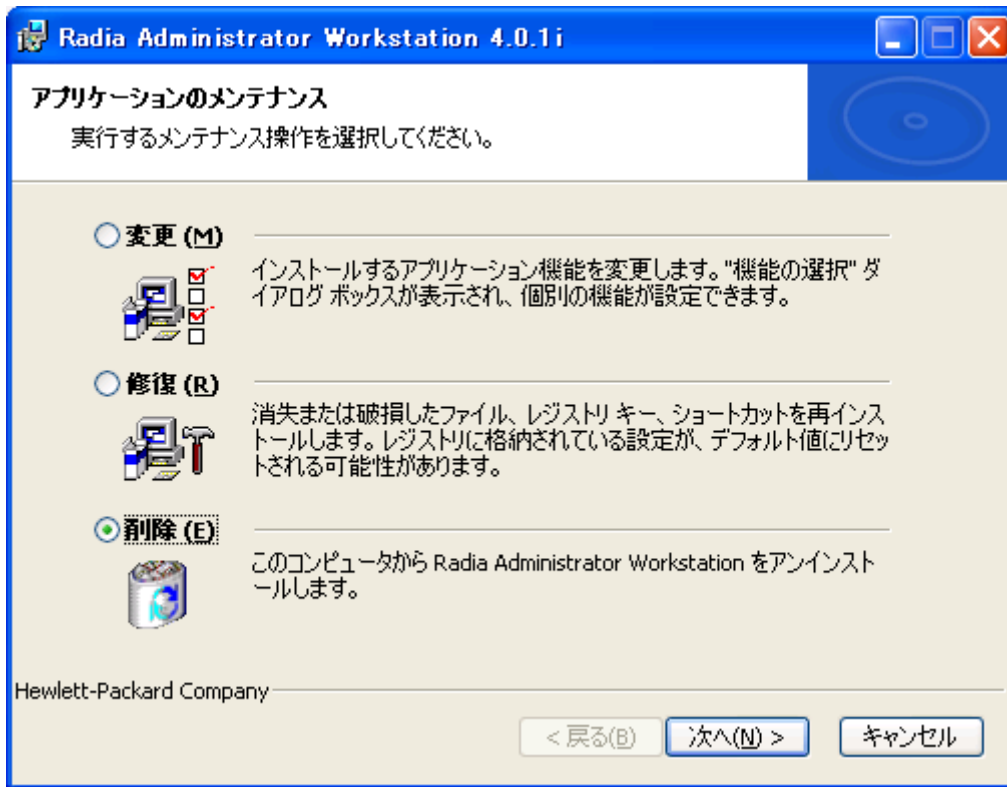 Radia Administrator Workstation 4.0.1i
アプリケーションのメンテナンス
実行するメンテナンス操作を選択してください。
変更 (M)
インストールするアプリケーション機能を変更します。"機能の選択" ダ
イアログ ボックスが表示され、個別の機能が設定できます。
修復 (R)
消失または破損したファイル、レジストリ キー、ショートカットを再インス
トールします。レジストリに格納されている設定が、デフォルト値にリセッ
トされる可能性があります。
削除 (E)
このコンピュータから Radia Administrator Workstation をアンインスト
ールします。
Hewlett-Packard Company
< 戻る(B)
次へ(N) >
キャンセル